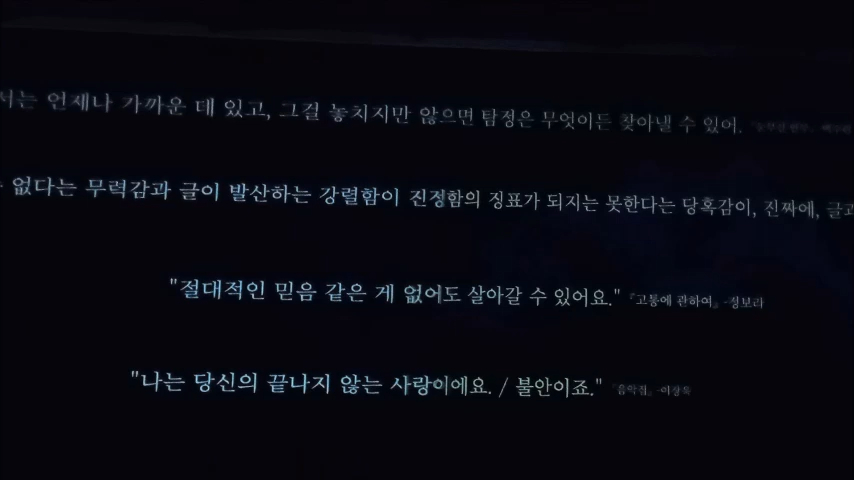 서는 언제나 가까운 데 있고, 그걸 놓치지만 않으면 탐정은 무엇이든 찾아낼 수 있어.
없다는 무력감과 글이 발산하는 강렬함이 진정함의 징표가 되지는 못한다는 당혹감이, 진짜에, 글과
"절대적인 믿음 같은 게 없어도 살아갈 수 있어요." 『고통에 관하여』 -정보라
"나는 당신의 끝나지 않는 사랑이에요. / 불안이죠." 『음악집』 -이장욱